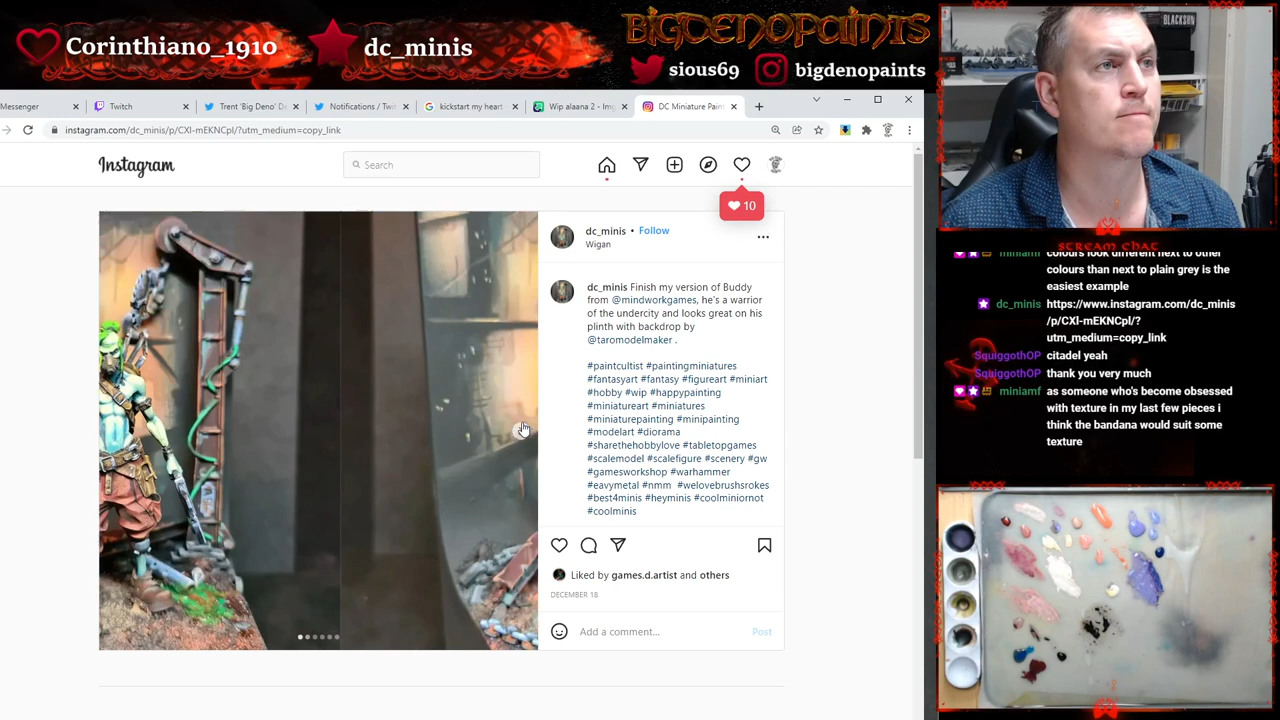 Corinthiano_1910
dc_minis
BIGDENOPAINTS
sious69
bigdenopaints
Messenger
Twitch
Trent 'Big Deno' D
Notifications / Twi
kickstart my heart
Wip alaana 2 - Img
DC Miniature Pain
instagram.com/dc_minis/p/CXI-mEKNCpl/?utm_medium=copy_link
Instagram
Search
10
dc_minis • Follow
Wigan
dc_minis Finish my version of Buddy
from @mindworkgames, he's a warrior
of the undercity and looks great on his
plinth with backdrop by
@taromodelmaker .
#paintcultist #paintingminiatures
#fantasyart #fantasy #figureart #miniart
#hobby #wip #happypainting
#miniatureart #miniatures
#miniaturepainting #minipainting
#modelart #diorama
#sharethehobbylove #tabletopgames
#scalemodel #scalefigure #scenery #gw
#gamesworkshop #warhammer
#eavymetal #nmm #welovebrushsrokes
#best4minis #heyminis #coolminiornot
#coolminis
Liked by games.d.artist and others
DECEMBER 18
Add a comment...
Post
BLACKSUN
STREAM CHAT
miniamf colours look different next to other
colours than next to plain grey is the
easiest example
dc_minis https://www.instagram.com/dc_minis
/p/CXI-mEKNCpl/?
utm_medium=copy_link
SquiggothOP citadel yeah
SquiggothOP thank you very much
miniamf as someone who's become obsessed
with texture in my last few pieces i
think the bandana would suit some
texture